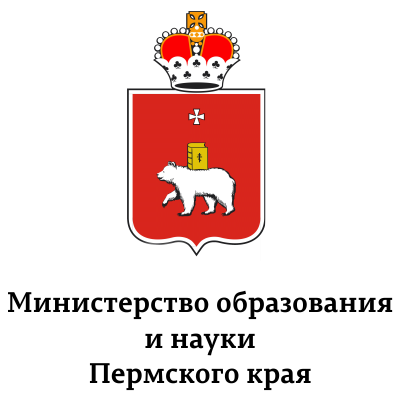 Министерство образования
и науки
Пермского края